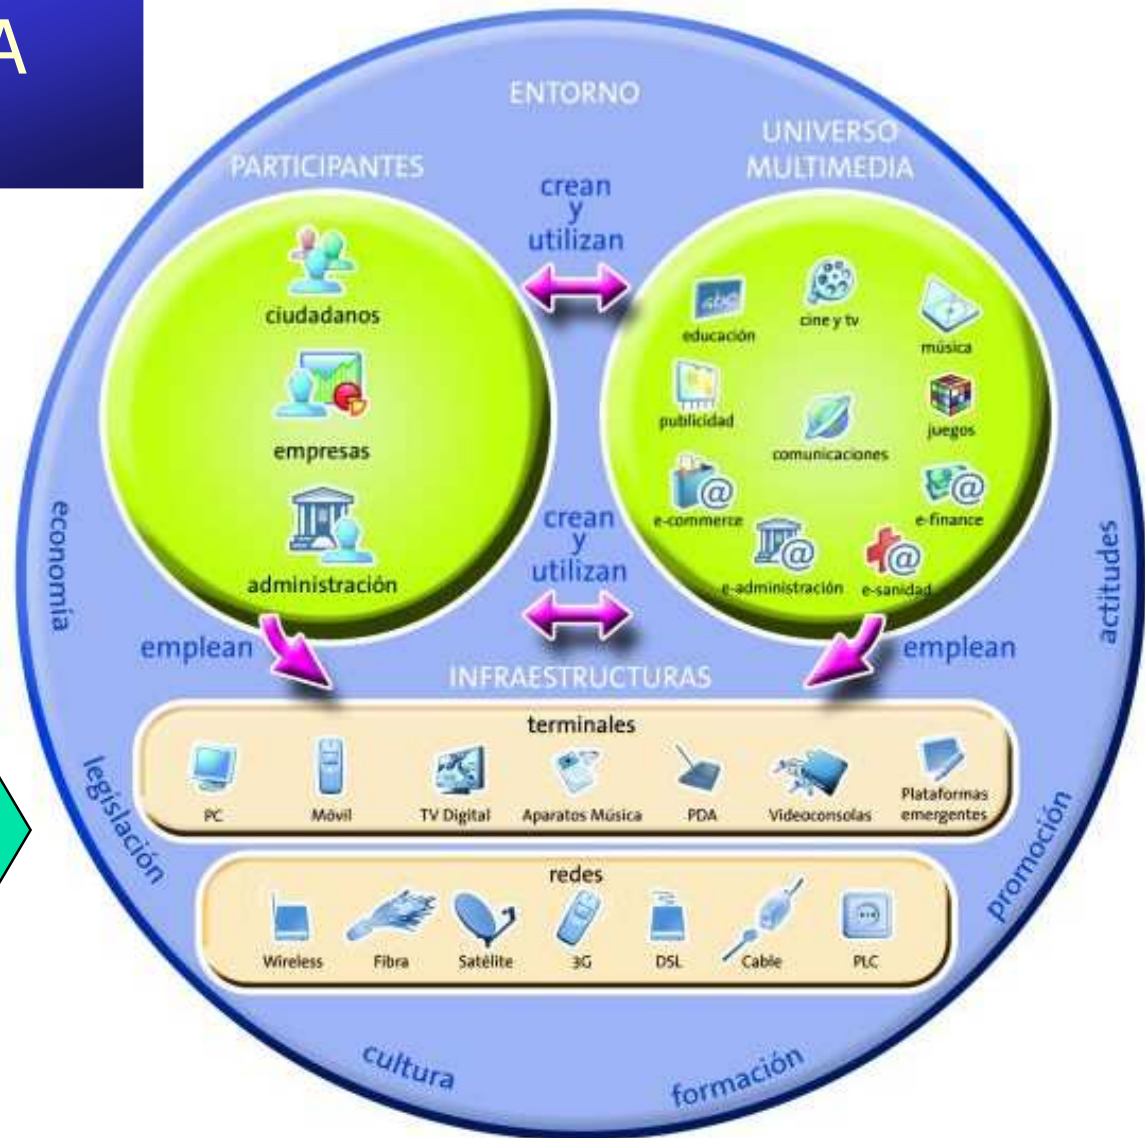 A
ENTORNO
PARTICIPANTES
UNIVERSO
MULTIMEDIA
crean
y
utilizan
ciudadanos
empresas
administración
educación
cine y tv
música
publicidad
comunicaciones
juegos
e-commerce
e-finance
e-administración
e-sanidad
crean
y
utilizan
economía
actitudes
emplean
emplean
INFRAESTRUCTURAS
terminales
PC
Móvil
TV Digital
Aparatos Música
PDA
Videoconsolas
Plataformas
emergentes
legislación
promoción
redes
Wireless
Fibra
Satélite
3G
DSL
Cable
PLC
cultura
formación